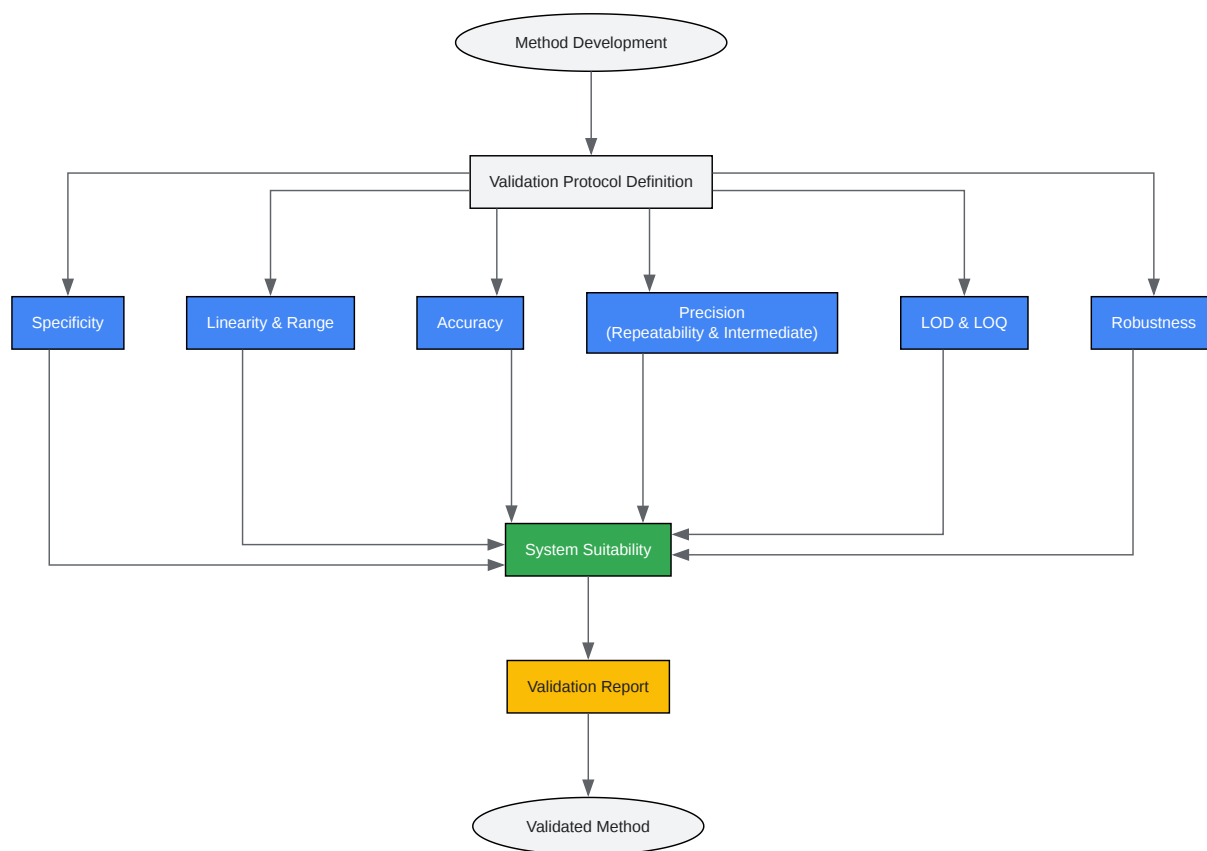 Method Development
Validation Protocol Definition
Specificity
Linearity & Range
Accuracy
Precision
(Repeatability & Intermediate)
LOD & LOQ
Robustness
System Suitability
Validation Report
Validated Method